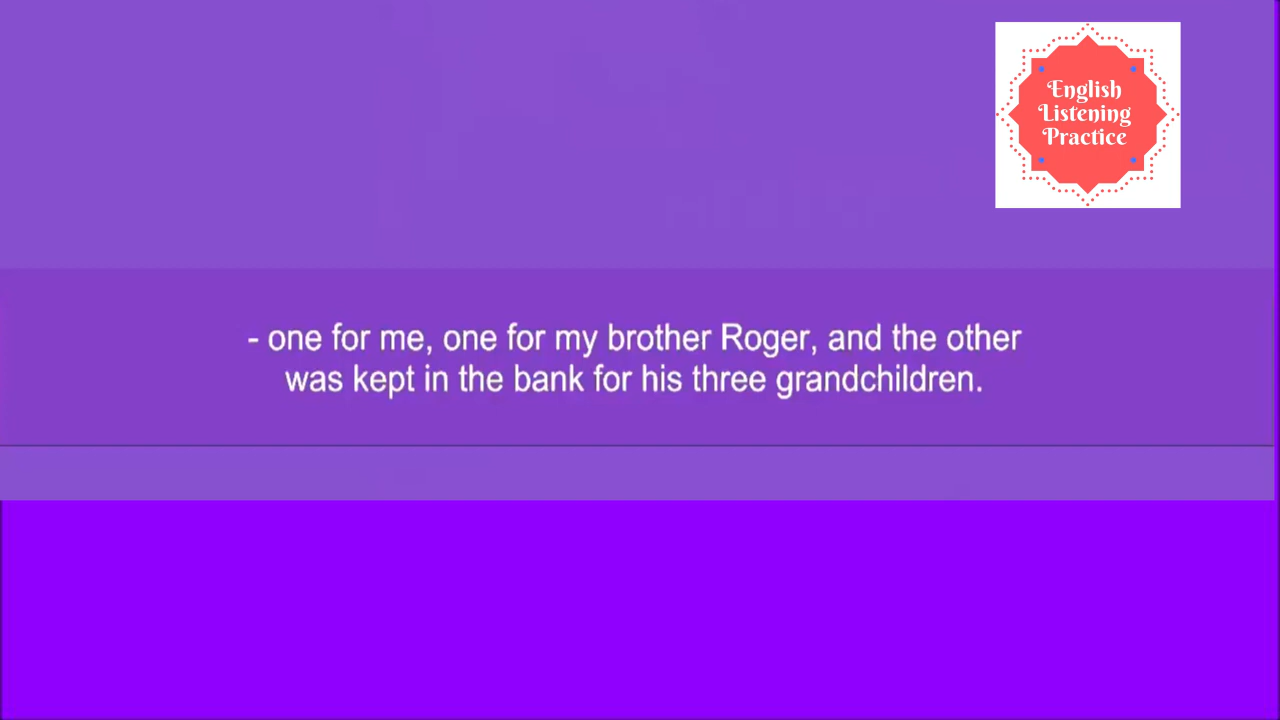 English
Listening
Practice
- one for me, one for my brother Roger, and the other
was kept in the bank for his three grandchildren.